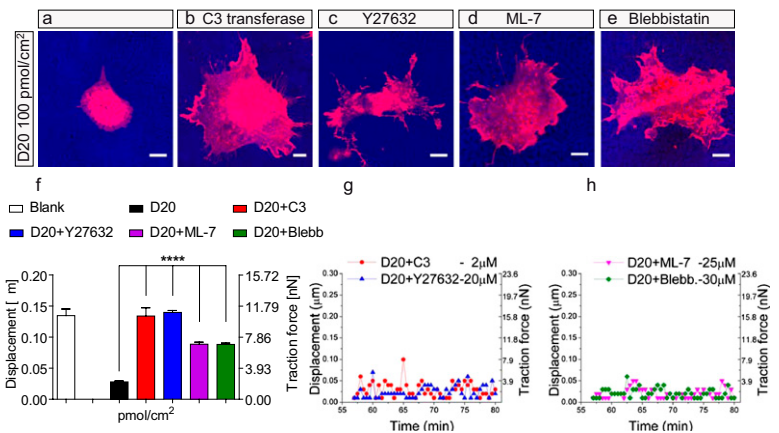 a
b C3 transferase
c Y27632
d ML-7
e Blebbistatin
D20 100 pmol/cm²
f
g
h
Blank
D20
D20+C3
D20+Y27632
D20+ML-7
D20+Blebb
****
Displacement [ m]
0.20
0.15
0.10
0.05
0.00
15.72
11.79
7.86
3.93
0.00
Traction force [nN]
pmol/cm²
D20+C3 - 2µM
D20+Y27632-20µM
Displacement (µm)
0.30
0.25
0.20
0.15
0.10
0.05
0.00
23.6
19.7
15.8
11.8
7.9
3.9
Traction force (nN)
55 60 65 70 75 80
Time (min)
D20+ML-7 -25µM
D20+Blebb.-30µM
Displacement (µm)
0.30
0.25
0.20
0.15
0.10
0.05
0.00
23.6
19.7
15.8
11.8
7.9
3.9
Traction force (nN)
55 60 65 70 75 80
Time (min)